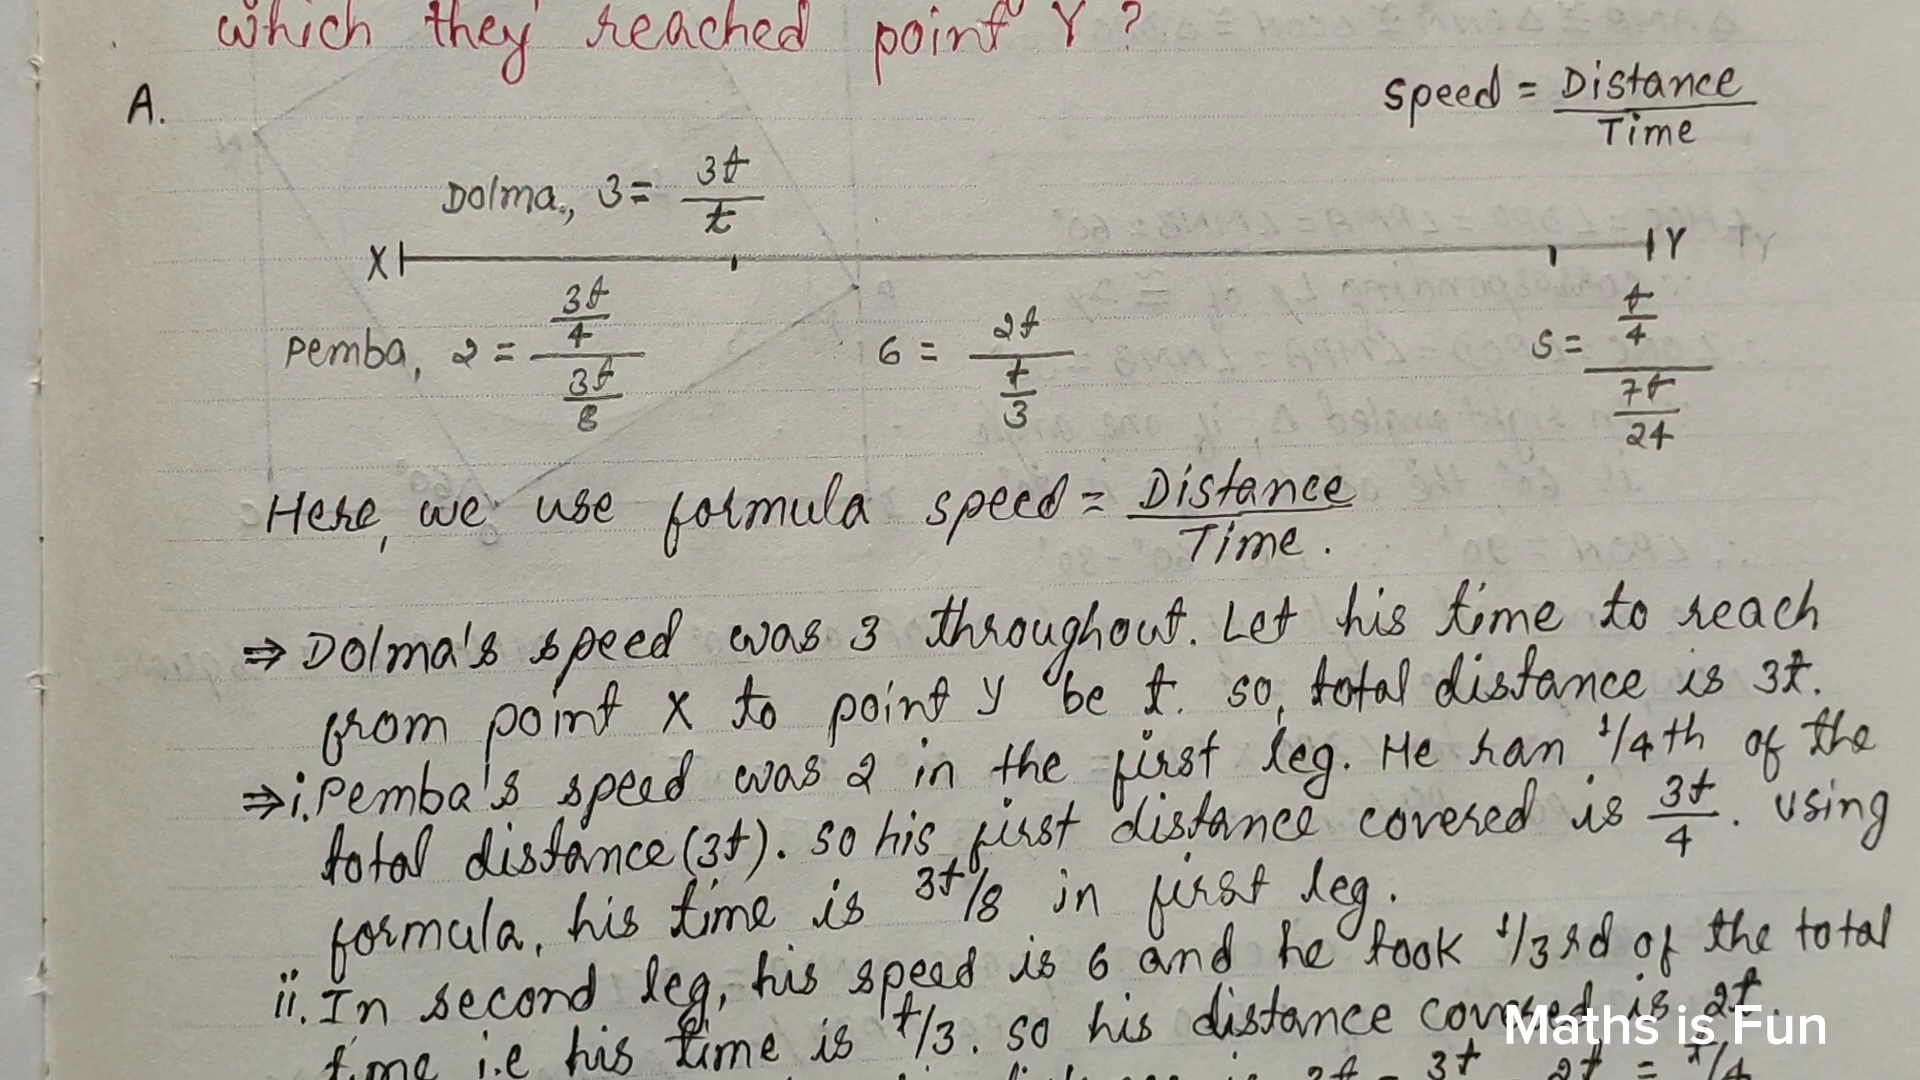 which they reached point Y ?
A.
Speed = Distance
Time
Dolma, 3 = 3t
t
X Y
Pemba, 2 = 3t/4
3t/8
6 = 2t
t/3
s = t/4
7t/24
Here, we use formula speed = Distance
Time.
⇒ Dolma's speed was 3 throughout. Let his time to reach
from point X to point Y be t. so, total distance is 3t.
⇒ i. Pemba's speed was 2 in the first leg. He ran 1/4th of the
total distance (3t). so his first distance covered is 3t/4. using
formula, his time is 3t/8 in first leg.
ii. In second leg, his speed is 6 and he took 1/3rd of the total
time i.e his time is t/3. so his distance covered is 2t.
distance is 3t - 3t 2t = t/4
Maths is Fun